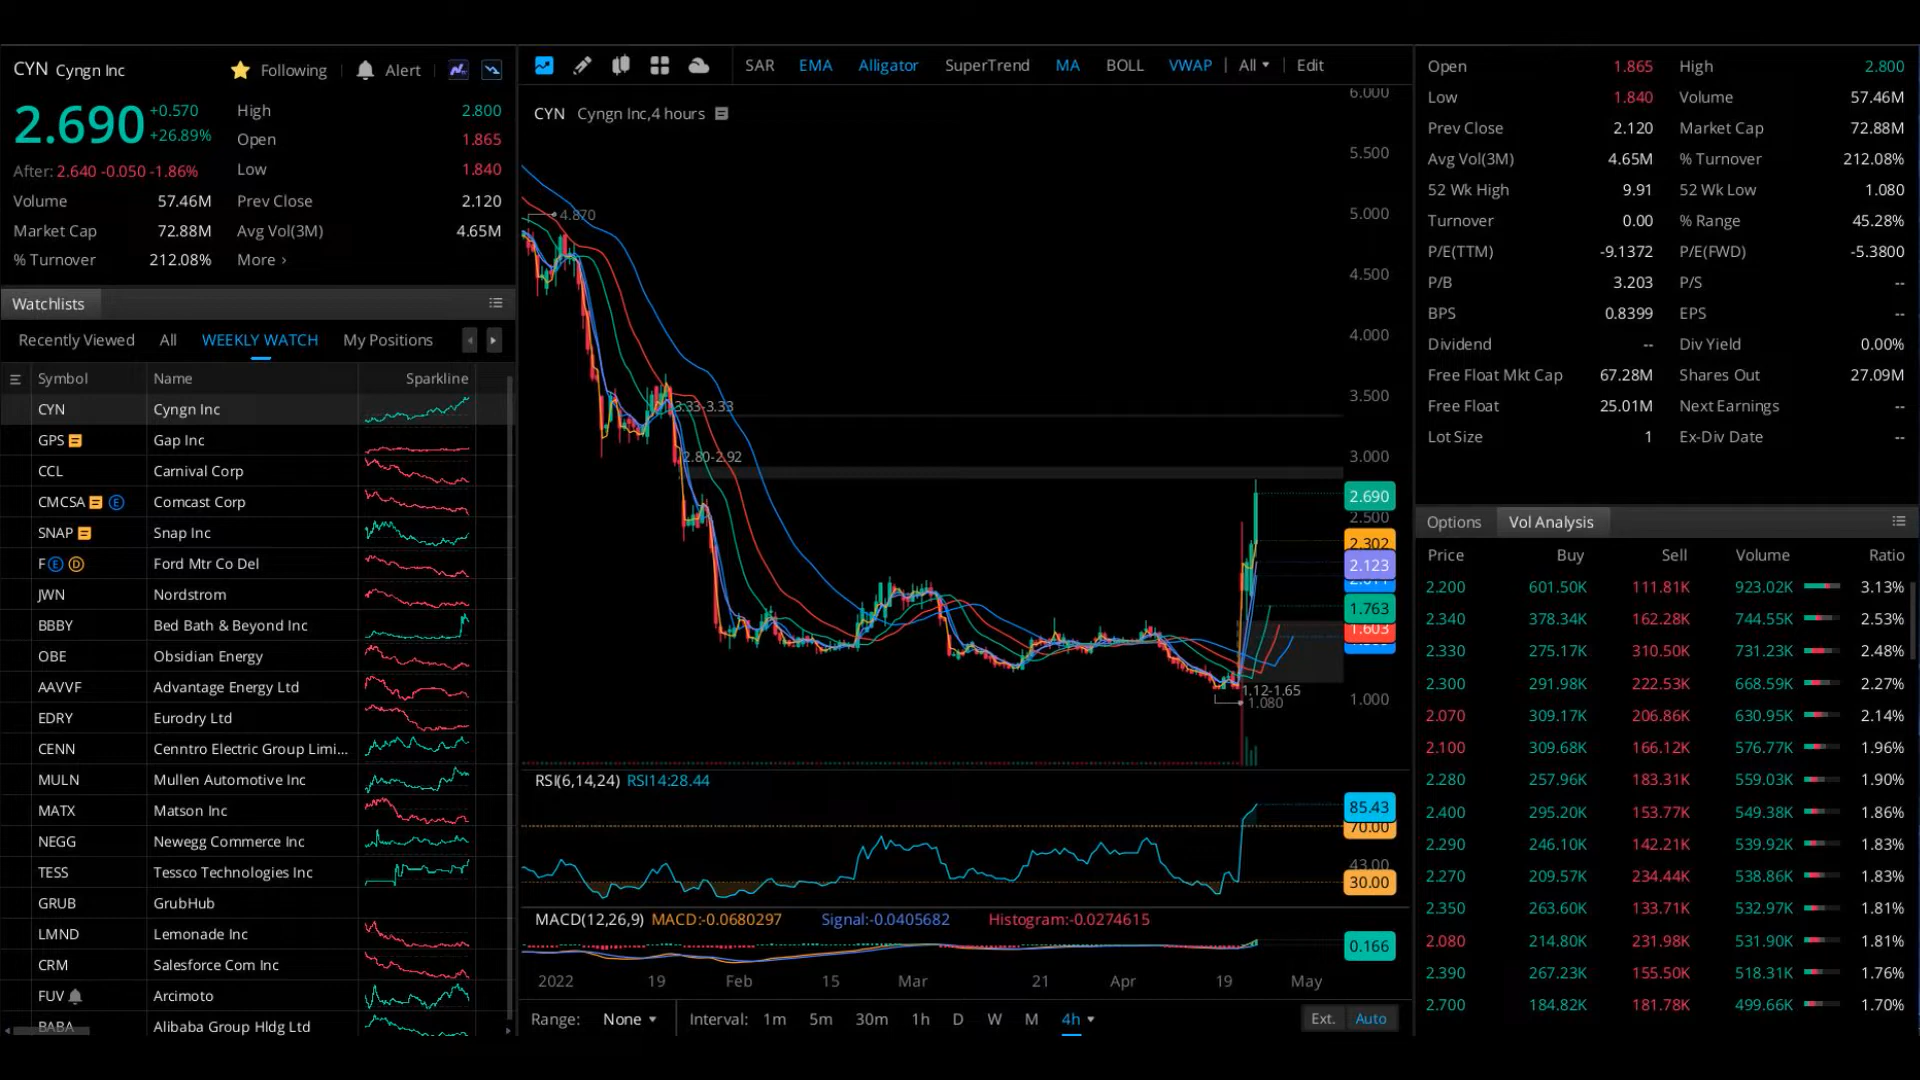 CYN Cyngn Inc Following Alert
2.690 +0.570
+26.89%
After: 2.640 -0.050 -1.86%
High 2.800
Open 1.865
Low 1.840
Volume 57.46M Prev Close 2.120
Market Cap 72.88M Avg Vol(3M) 4.65M
% Turnover 212.08% More ›
Watchlists
Recently Viewed All WEEKLY WATCH My Positions
Symbol Name Sparkline
CYN Cyngn Inc
GPS Gap Inc
CCL Carnival Corp
CMCSA E Comcast Corp
SNAP Snap Inc
F E D Ford Mtr Co Del
JWN Nordstrom
BBBY Bed Bath & Beyond Inc
OBE Obsidian Energy
AAVVF Advantage Energy Ltd
EDRY Eurodry Ltd
CENN Cenntro Electric Group Limi...
MULN Mullen Automotive Inc
MATX Matson Inc
NEGG Newegg Commerce Inc
TESS Tessco Technologies Inc
GRUB GrubHub
LMND Lemonade Inc
CRM Salesforce Com Inc
FUV Arcimoto
BABA Alibaba Group Hldg Ltd
SAR EMA Alligator SuperTrend MA BOLL VWAP All Edit
CYN Cyngn Inc,4 hours
6.000
5.500
5.000
4.500
4.000
3.500
3.000
2.690
2.500
2.302
2.123
1.763
1.603
1.000
4.870
3.33-3.33
2.80-2.92
1.12-1.65
1.080
RSI(6,14,24) RSI14:28.44
85.43
70.00
43.00
30.00
MACD(12,26,9) MACD:-0.0680297 Signal:-0.0405682 Histogram:-0.0274615
0.166
2022 19 Feb 15 Mar 21 Apr 19 May
Range: None Interval: 1m 5m 30m 1h D W M 4h Ext. Auto
Open 1.865 High 2.800
Low 1.840 Volume 57.46M
Prev Close 2.120 Market Cap 72.88M
Avg Vol(3M) 4.65M % Turnover 212.08%
52 Wk High 9.91 52 Wk Low 1.080
Turnover 0.00 % Range 45.28%
P/E(TTM) -9.1372 P/E(FWD) -5.3800
P/B 3.203 P/S --
BPS 0.8399 EPS --
Dividend -- Div Yield 0.00%
Free Float Mkt Cap 67.28M Shares Out 27.09M
Free Float 25.01M Next Earnings --
Lot Size 1 Ex-Div Date --
Options Vol Analysis
Price Buy Sell Volume Ratio
2.200 601.50K 111.81K 923.02K 3.13%
2.340 378.34K 162.28K 744.55K 2.53%
2.330 275.17K 310.50K 731.23K 2.48%
2.300 291.98K 222.53K 668.59K 2.27%
2.070 309.17K 206.86K 630.95K 2.14%
2.100 309.68K 166.12K 576.77K 1.96%
2.280 257.96K 183.31K 559.03K 1.90%
2.400 295.20K 153.77K 549.38K 1.86%
2.290 246.10K 142.21K 539.92K 1.83%
2.270 209.57K 234.44K 538.86K 1.83%
2.350 263.60K 133.71K 532.97K 1.81%
2.080 214.80K 231.98K 531.90K 1.81%
2.390 267.23K 155.50K 518.31K 1.76%
2.700 184.82K 181.78K 499.66K 1.70%